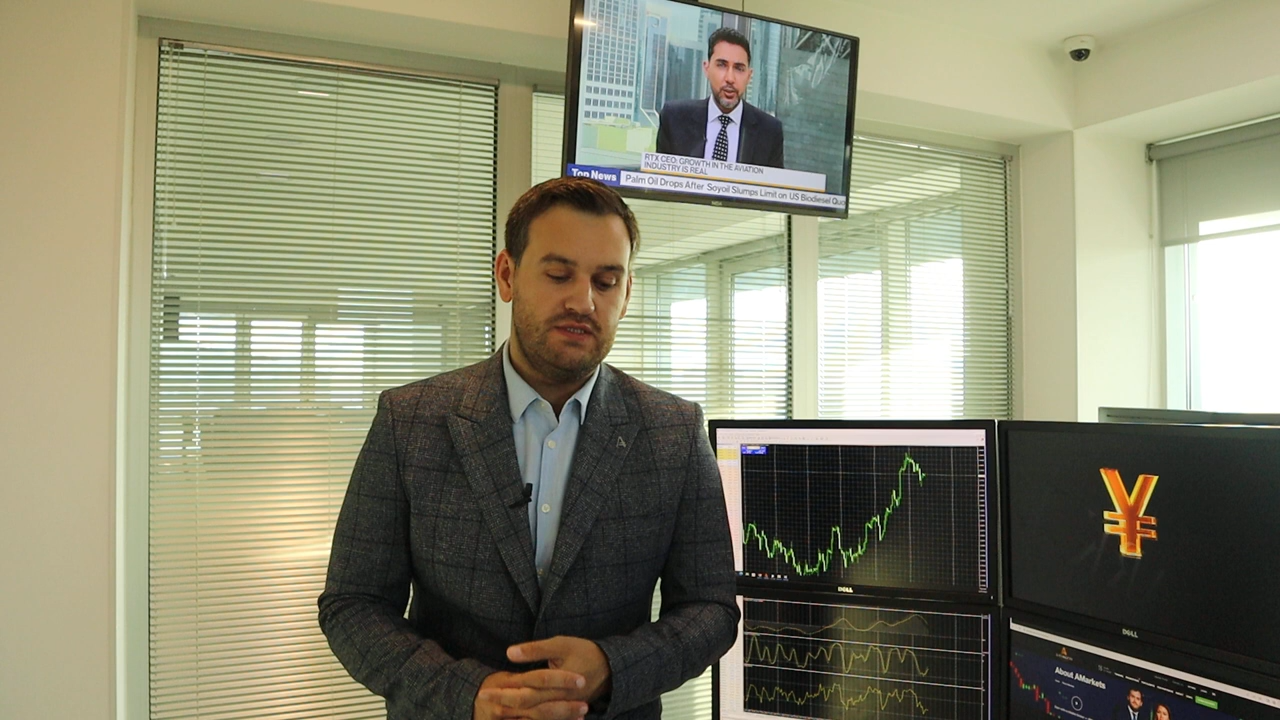 RTX CEO: GROWTH IN THE AVIATION
INDUSTRY IS REAL
Top News
Palm Oil Drops After Soyoil Slumps Limit on US Biodiesel Quo
DELL
¥
DELL
About AMarkets